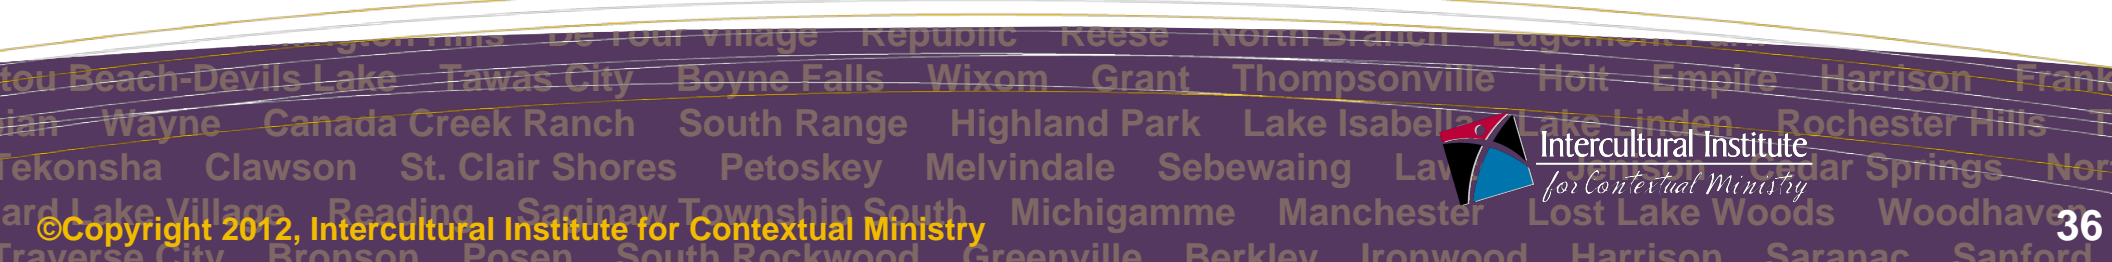 De Tour Village Republic Reese North Branch
Beach-Devils Lake Tawas City Boyne Falls Wixom Grant Thompsonville Holt Empire Harrison
Wayne Canada Creek Ranch South Range Highland Park Lake Isabella Lake Linden Rochester Hills
Tekonsha Clawson St. Clair Shores Petoskey Melvindale Sebewaing Jenison Cedar Springs
Intercultural Institute
for Contextual Ministry
Lake Village Reading Saginaw Township South Michigamme Manchester Lost Lake Woods
©Copyright 2012, Intercultural Institute for Contextual Ministry
36
Traverse City Bronson Posen South Rockwood Greenville Berkley Ironwood Harrison Saranac Sanford